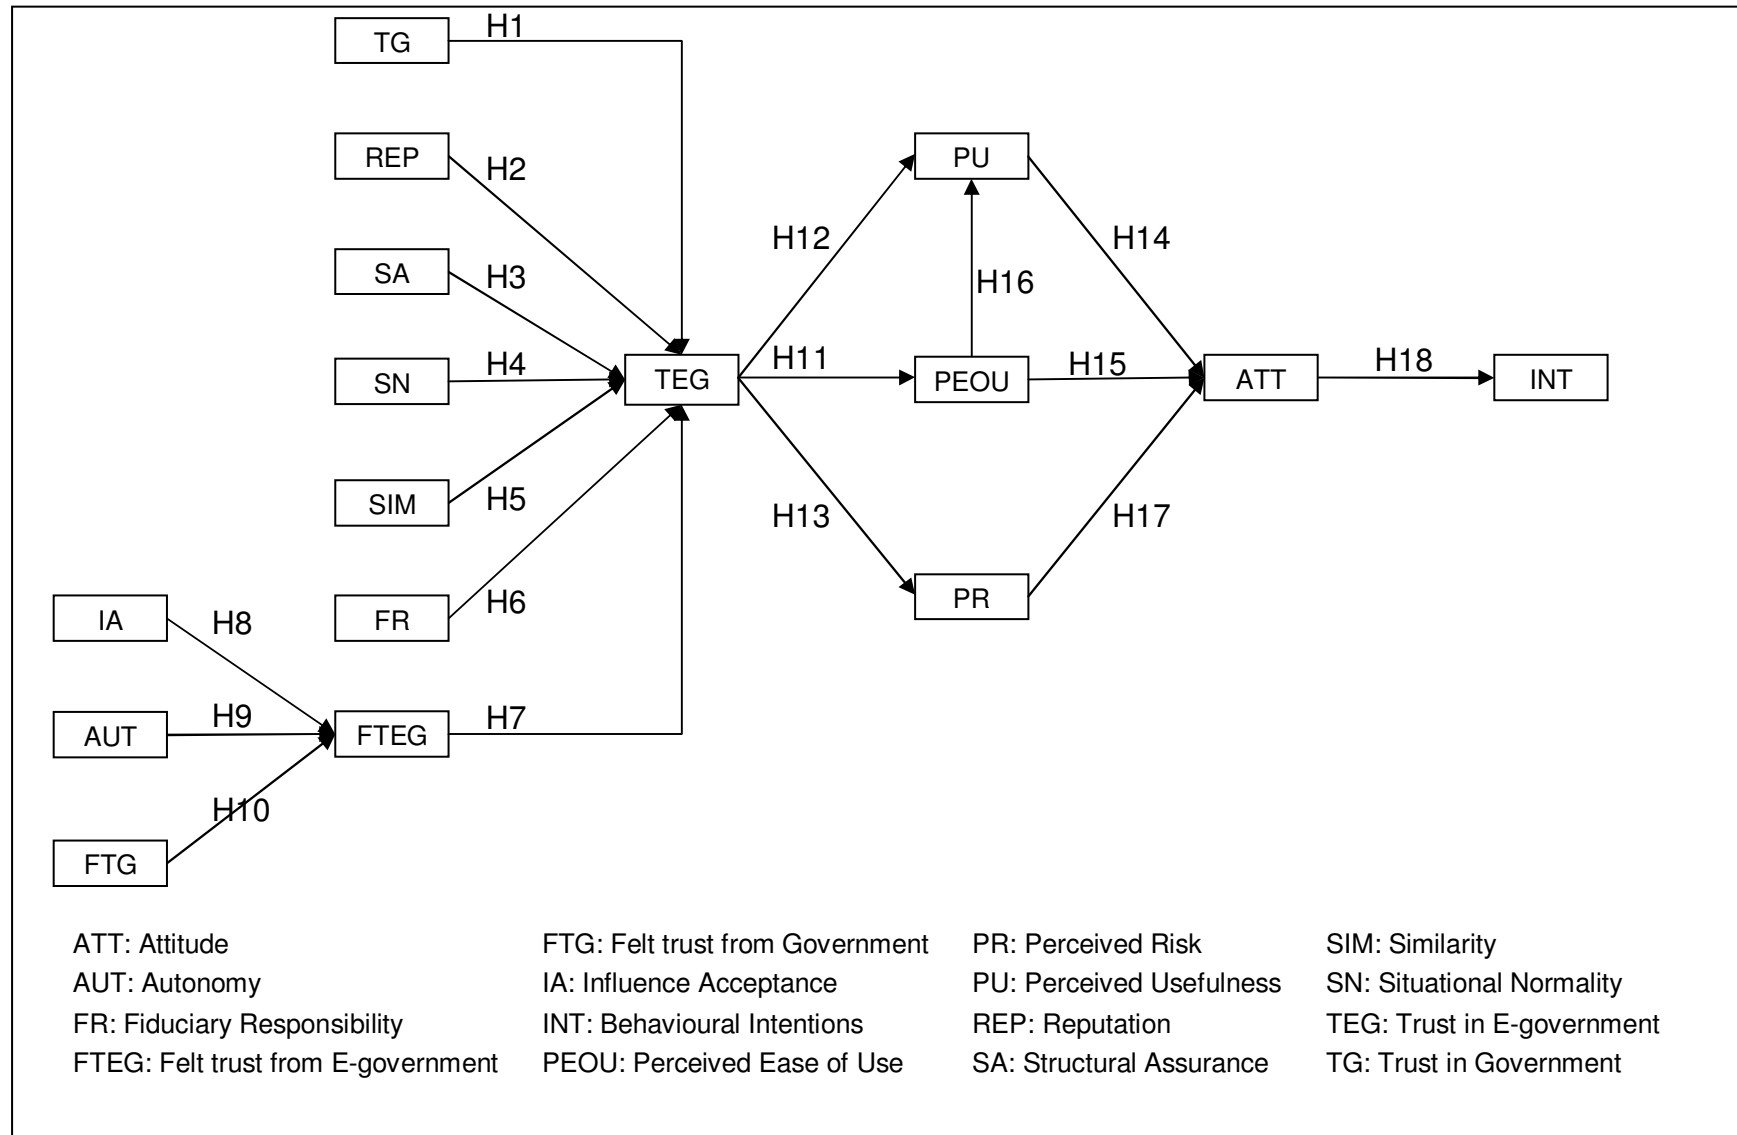 TG
H1
REP
H2
PU
SA
H3
H12
H14
H16
SN
H4
TEG
H11
PEOU
H15
ATT
H18
INT
SIM
H5
H13
H17
IA
H8
FR
H6
PR
AUT
H9
FTEG
H7
H10
FTG
ATT: Attitude
AUT: Autonomy
FR: Fiduciary Responsibility
FTEG: Felt trust from E-government
FTG: Felt trust from Government
IA: Influence Acceptance
INT: Behavioural Intentions
PEOU: Perceived Ease of Use
PR: Perceived Risk
PU: Perceived Usefulness
REP: Reputation
SA: Structural Assurance
SIM: Similarity
SN: Situational Normality
TEG: Trust in E-government
TG: Trust in Government